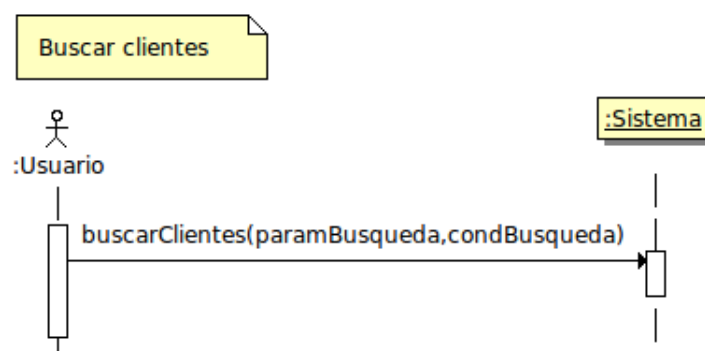 Buscar clientes
:Sistema
:Usuario
buscarClientes(paramBusqueda,condBusqueda)